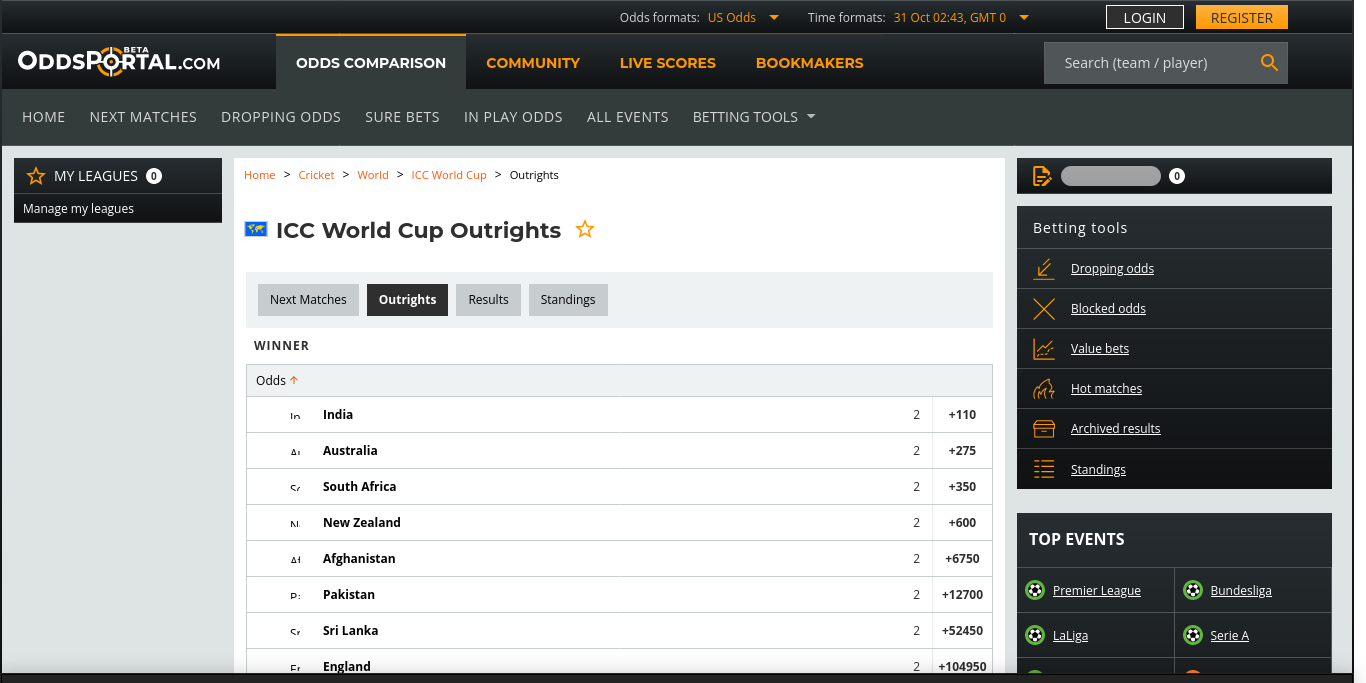 Odds formats: US Odds Time formats: 31 Oct 02:43, GMT 0 LOGIN REGISTER
BETA
ODDSPORTAL.COM ODDS COMPARISON COMMUNITY LIVE SCORES BOOKMAKERS Search (team / player)
HOME NEXT MATCHES DROPPING ODDS SURE BETS IN PLAY ODDS ALL EVENTS BETTING TOOLS
MY LEAGUES 0
Manage my leagues
Home > Cricket > World > ICC World Cup > Outrights
ICC World Cup Outrights
Next Matches Outrights Results Standings
WINNER
Odds
India 2 +110
Australia 2 +275
South Africa 2 +350
New Zealand 2 +600
Afghanistan 2 +6750
Pakistan 2 +12700
Sri Lanka 2 +52450
England 2 +104950
0
Betting tools
Dropping odds
Blocked odds
Value bets
Hot matches
Archived results
Standings
TOP EVENTS
Premier League Bundesliga
LaLiga Serie A